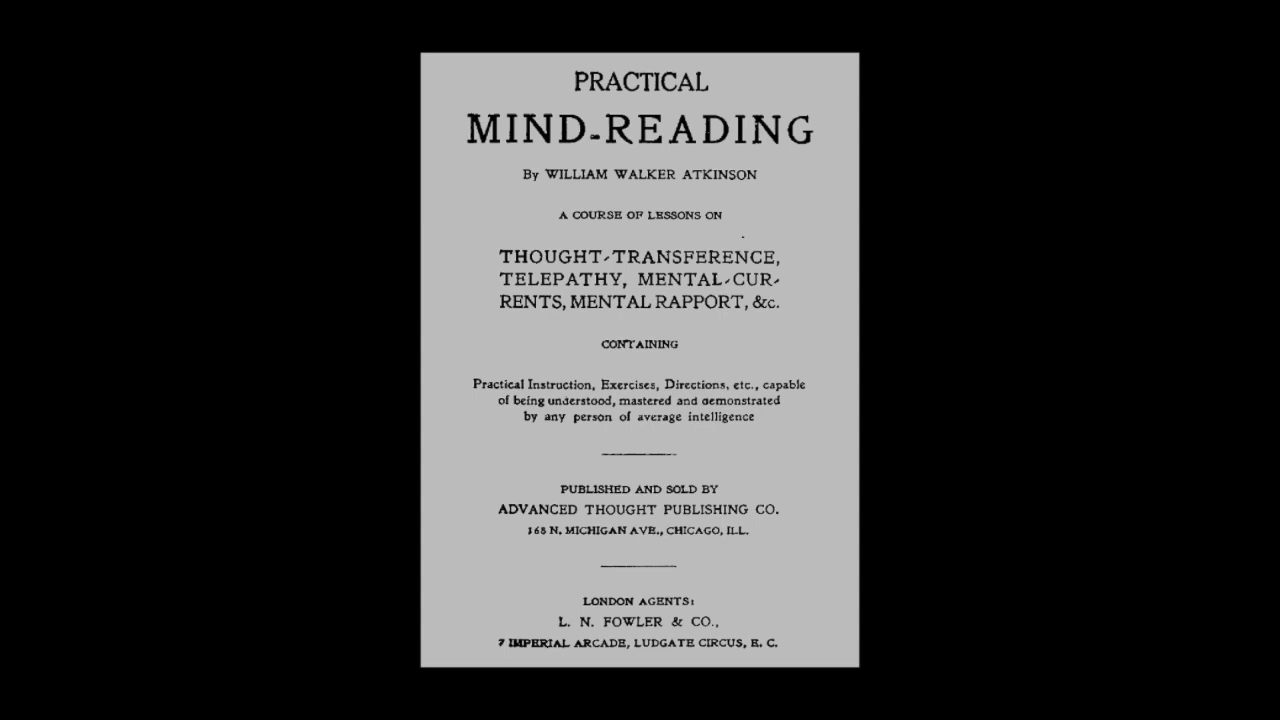 PRACTICAL
MIND-READING
By WILLIAM WALKER ATKINSON
A COURSE OF LESSONS ON
THOUGHT-TRANSFERENCE,
TELEPATHY, MENTAL-CUR-
RENTS, MENTAL RAPPORT, &c.
CONTAINING
Practical Instruction, Exercises, Directions, etc., capable
of being understood, mastered and demonstrated
by any person of average intelligence
PUBLISHED AND SOLD BY
ADVANCED THOUGHT PUBLISHING CO.
168 N. MICHIGAN AVE., CHICAGO, ILL.
LONDON AGENTS:
L. N. FOWLER & CO.,
7 IMPERIAL ARCADE, LUDGATE CIRCUS, E. C.